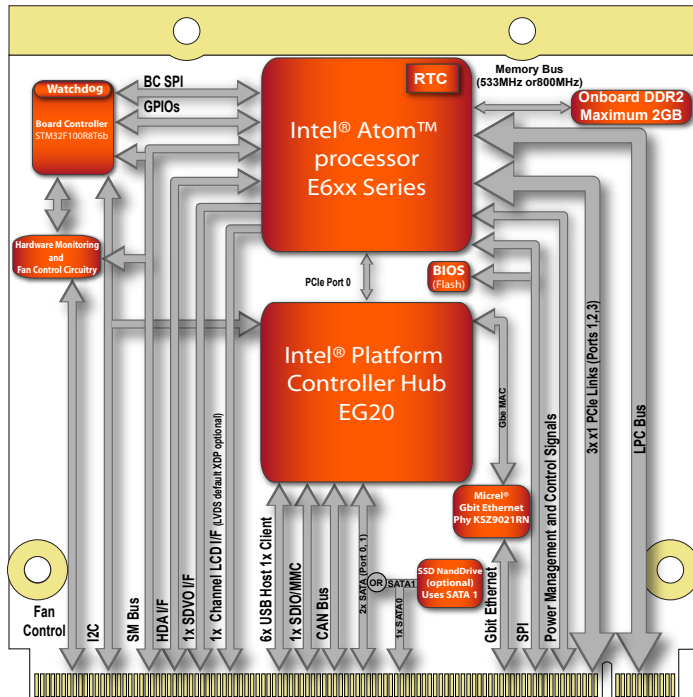 Watchdog
Board Controller
STM32F100R8T6b
BC SPI
GPIOs
RTC
Intel® Atom™
processor
E6xx Series
Memory Bus
(533MHz or800MHz)
Onboard DDR2
Maximum 2GB
Hardware Monitoring
and
Fan Control Circuitry
PCIe Port 0
BIOS
(Flash)
Intel® Platform
Controller Hub
EG20
Gbe MAC
Micrel®
Gbit Ethernet
Phy KSZ9021RN
SSD NandDrive
(optional)
Uses SATA 1
OR
SATA1
Fan
Control
I2C
SM Bus
HDA I/F
1x SDVO I/F
1x Channel LCD I/F (LVDS default XDP optional)
6x USB Host 1x Client
1x SDIO/MMC
CAN Bus
2x SATA (Port 0, 1)
1x SATA0
Gbit Ethernet
SPI
Power Management and Control Signals
3x x1 PCIe Links (Ports 1,2,3)
LPC Bus